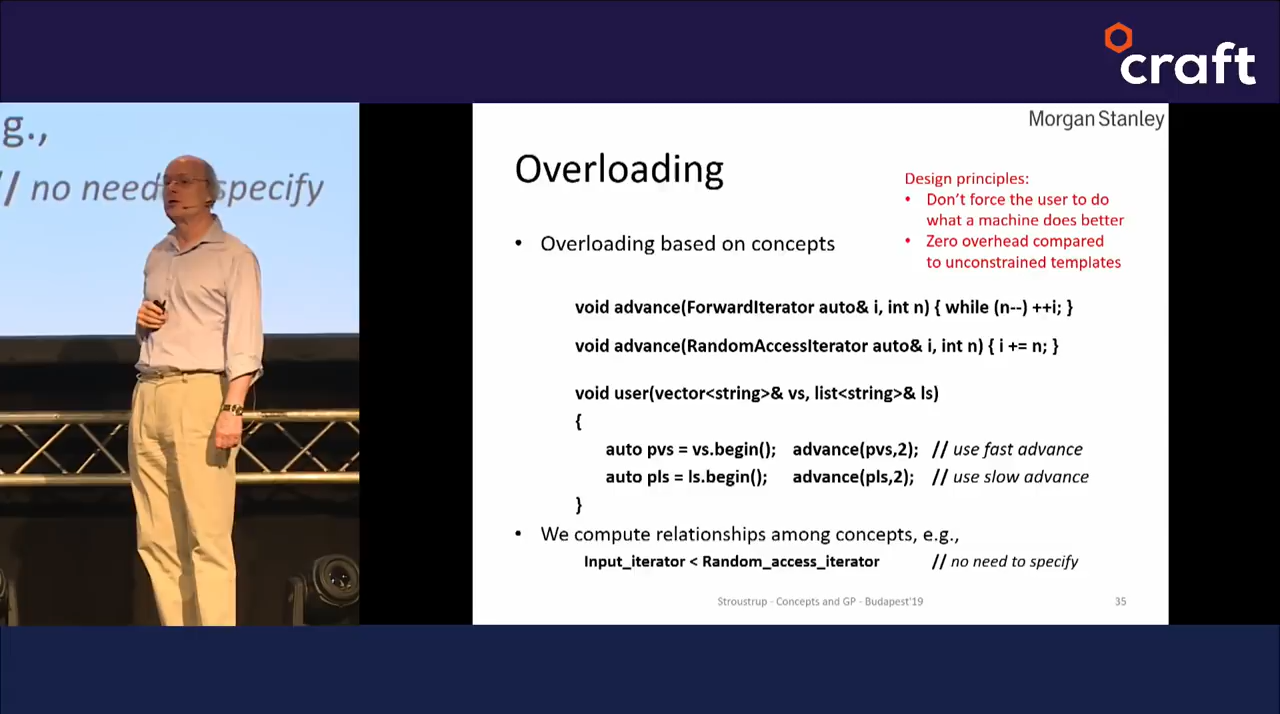 craft
g.,
// no need to specify
Morgan Stanley
Overloading
Design principles:
• Don’t force the user to do
what a machine does better
• Zero overhead compared
to unconstrained templates
• Overloading based on concepts
void advance(ForwardIterator auto& i, int n) { while (n--) ++i; }
void advance(RandomAccessIterator auto& i, int n) { i += n; }
void user(vector<string>& vs, list<string>& ls)
{
auto pvs = vs.begin(); advance(pvs,2); // use fast advance
auto pls = ls.begin(); advance(pls,2); // use slow advance
}
• We compute relationships among concepts, e.g.,
Input_iterator < Random_access_iterator // no need to specify
Stroustrup - Concepts and GP - Budapest'19 35